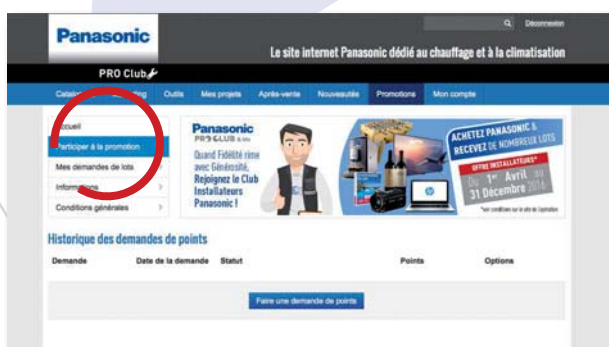 Panasonic
Déconnexion
Le site internet Panasonic dédié au chauffage et à la climatisation
PRO Club
Outils Mes projets Après-vente Nouveautés Promotions Mon compte
Accueil
Participer à la promotion
Mes demandes de lots
Informations
Conditions générales
Panasonic
PRO CLUB
Quand Fidélité rime
avec Générosité,
Rejoignez le Club
Installateurs
Panasonic !
ACHETEZ PANASONIC &
RECEVEZ DE NOMBREUX LOTS
OFFRE INSTALLATEURS*
Du 1er Avril au
31 Décembre 2016
Historique des demandes de points
Demande Date de la demande Statut Points Options
Faire une demande de points